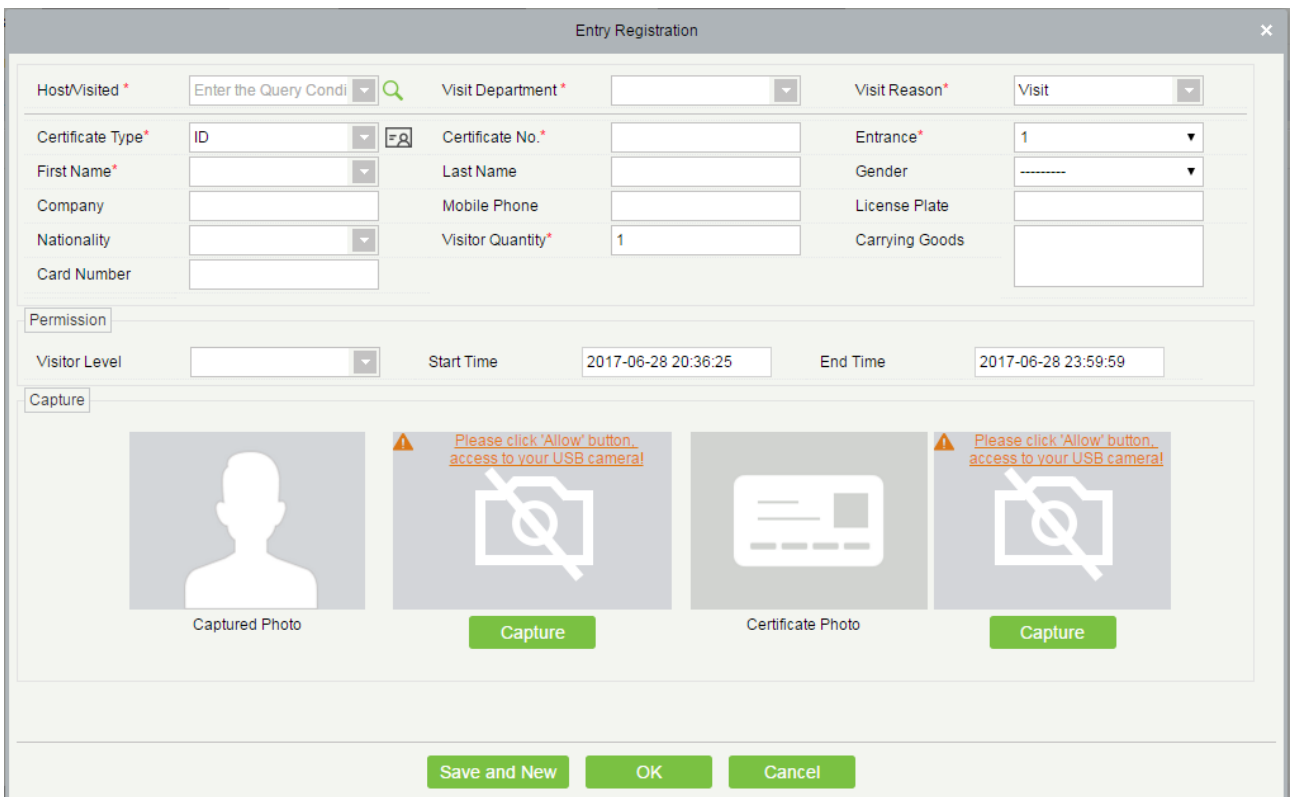 Entry Registration ×
Host/Visited * Enter the Query Condi Visit Department * Visit Reason* Visit
Certificate Type* ID Certificate No.* Entrance* 1
First Name* Last Name Gender ---------
Company Mobile Phone License Plate
Nationality Visitor Quantity* 1 Carrying Goods
Card Number
Permission
Visitor Level Start Time 2017-06-28 20:36:25 End Time 2017-06-28 23:59:59
Capture
Please click 'Allow' button,
access to your USB camera!
Please click 'Allow' button,
access to your USB camera!
Captured Photo Capture Certificate Photo Capture
Save and New OK Cancel